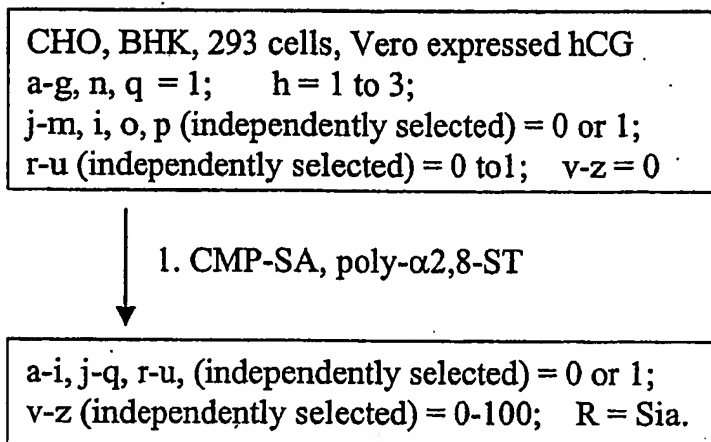 CHO, BHK, 293 cells, Vero expressed hCG
a-g, n, q = 1; h = 1 to 3;
j-m, i, o, p (independently selected) = 0 or 1;
r-u (independently selected) = 0 to1; v-z = 0
1. CMP-SA, poly-α2,8-ST
a-i, j-q, r-u, (independently selected) = 0 or 1;
v-z (independently selected) = 0-100; R = Sia.